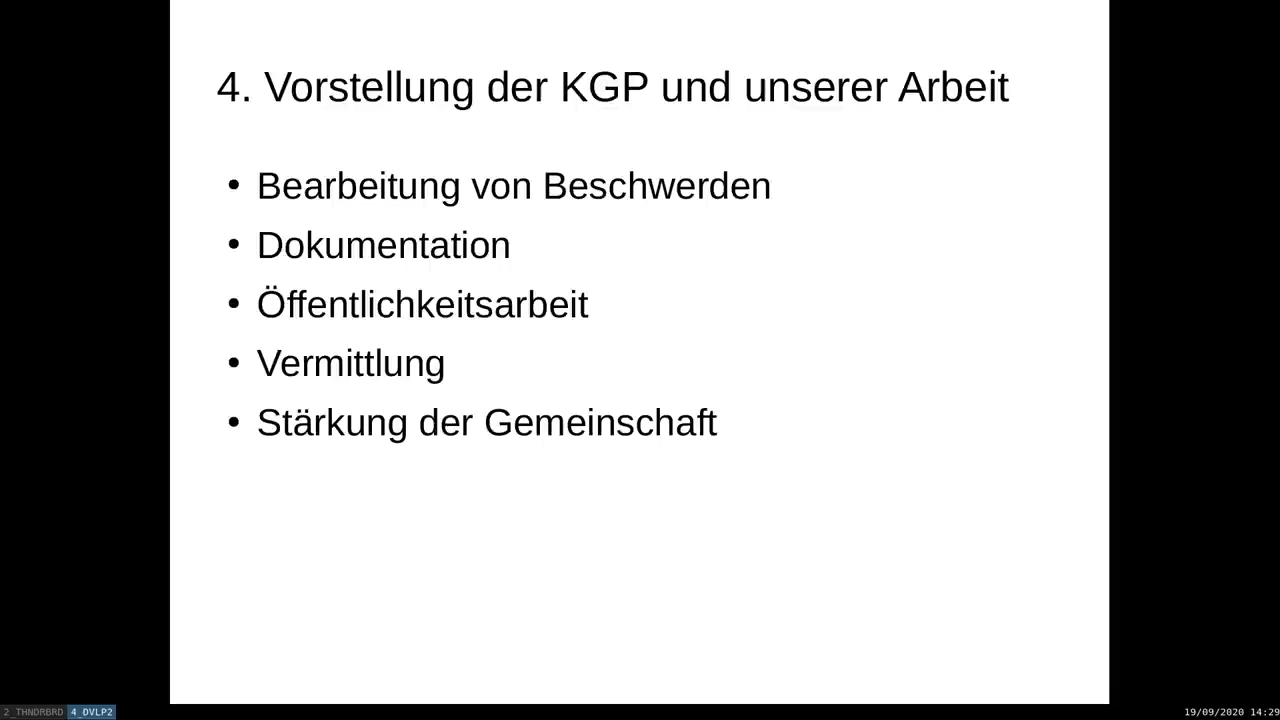 4. Vorstellung der KGP und unserer Arbeit
• Bearbeitung von Beschwerden
• Dokumentation
• Öffentlichkeitsarbeit
• Vermittlung
• Stärkung der Gemeinschaft
2_THNDRBRD 4_DVLP2 19/09/2020 14:29